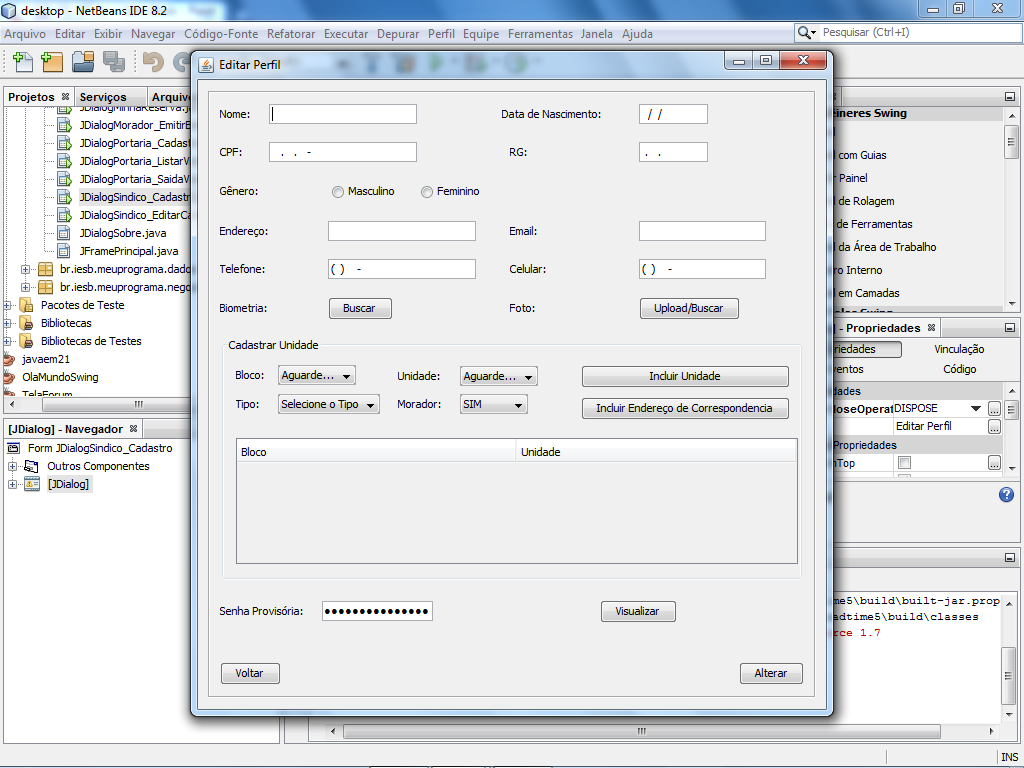 desktop - NetBeans IDE 8.2
Arquivo Editar Exibir Navegar Código-Fonte Refatorar Executar Depurar Perfil Equipe Ferramentas Janela Ajuda
Pesquisar (Ctrl+I)
Projetos
Serviços
Arquivo
JDialogMinhaReserva.j
JDialogMorador_EmitirE
JDialogPortaria_Cadast
JDialogPortaria_ListarV
JDialogPortaria_SaidaV
JDialogSindico_Cadastr
JDialogSindico_EditarCa
JDialogSobre.java
JFramePrincipal.java
br.iesb.meuprograma.dado
br.iesb.meuprograma.nego
Pacotes de Teste
Bibliotecas
Bibliotecas de Testes
javaem21
OlaMundoSwing
TelaForum
[JDialog] - Navegador
Form JDialogSindico_Cadastro
Outros Componentes
[JDialog]
Editar Perfil
Nome:
Data de Nascimento:
/ /
CPF:
. . -
RG:
. .
Gênero:
Masculino
Feminino
Endereço:
Email:
Telefone:
( ) -
Celular:
( ) -
Biometria:
Buscar
Foto:
Upload/Buscar
Cadastrar Unidade
Bloco:
Aguarde...
Unidade:
Aguarde...
Incluir Unidade
Tipo:
Selecione o Tipo
Morador:
SIM
Incluir Endereço de Correspondencia
Bloco
Unidade
Senha Provisória:
•••••••••••••••
Visualizar
Voltar
Alterar
eineres Swing
com Guias
Painel
de Rolagem
de Ferramentas
da Área de Trabalho
ro Interno
em Camadas
] - Propriedades
riedades
Vinculação
entos
Código
dades
loseOperat
DISPOSE
...
Editar Perfil
...
Propriedades
nTop
...
me5\build\built-jar.prop
adtime5\build\classes
rce 1.7
INS